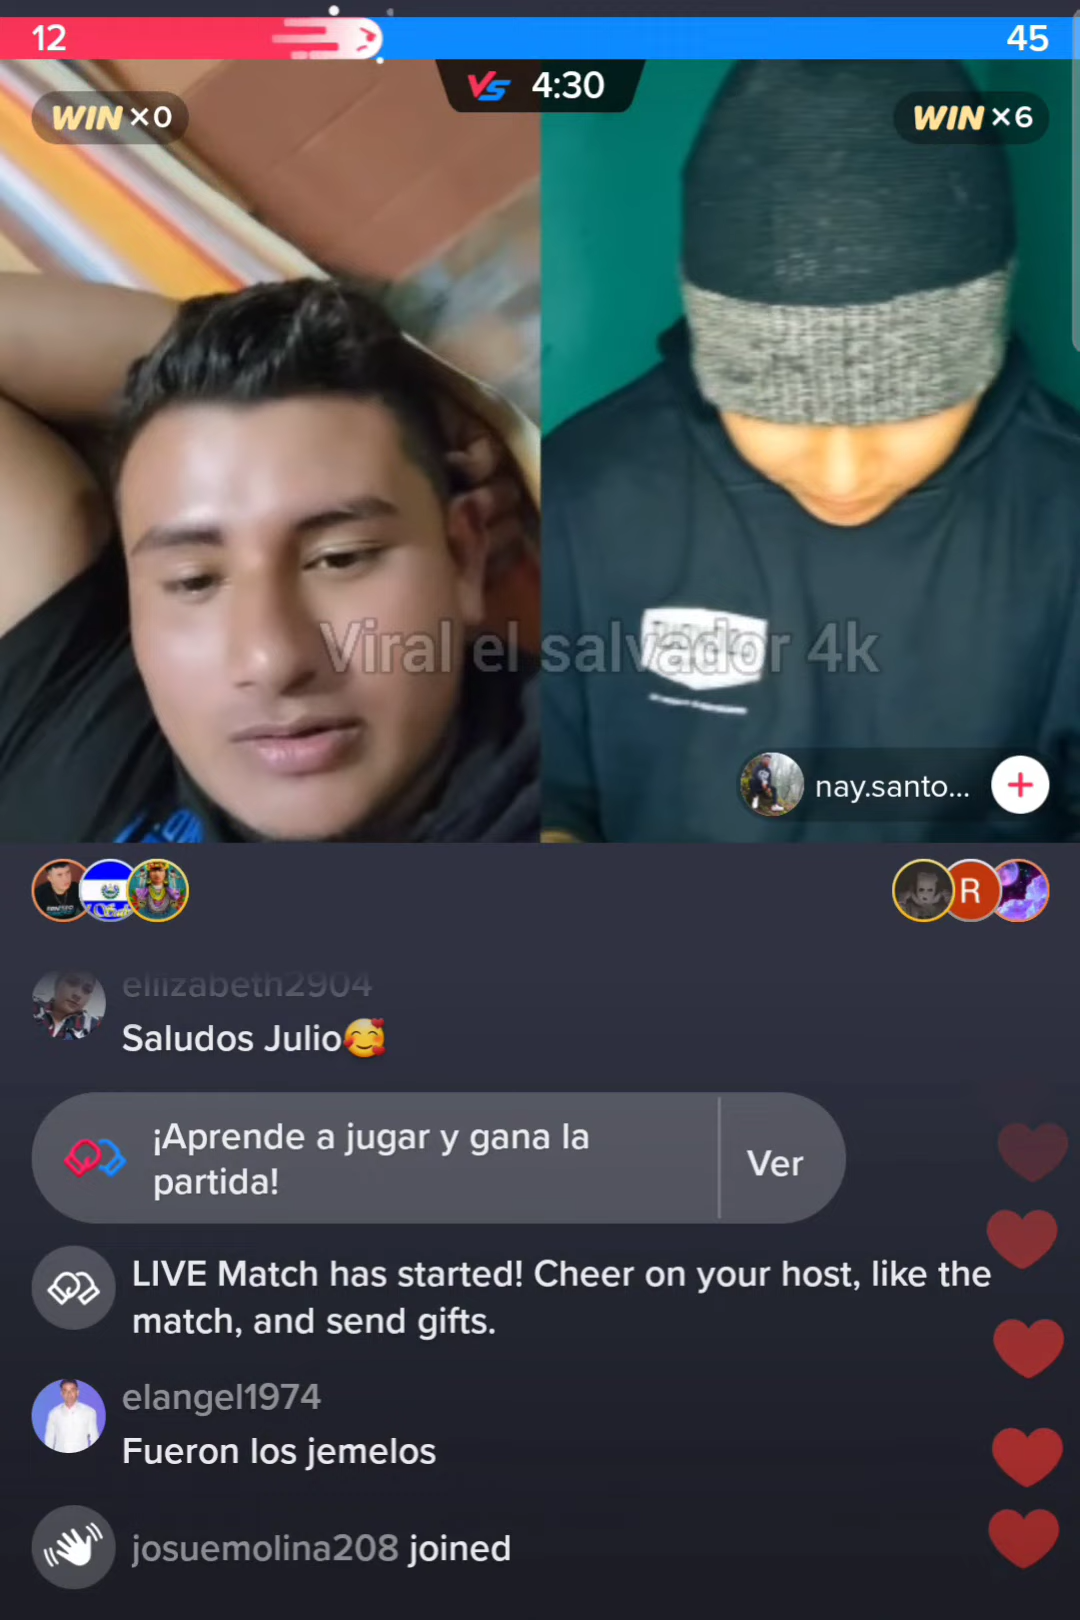 12
45
VS 4:30
WIN ×0
WIN ×6
Viral el salvador 4k
nay.santo...
R
elizabeth2904
Saludos Julio🥰
¡Aprende a jugar y gana la
partida!
Ver
LIVE Match has started! Cheer on your host, like the
match, and send gifts.
elangel1974
Fueron los jemelos
josuemolina208 joined